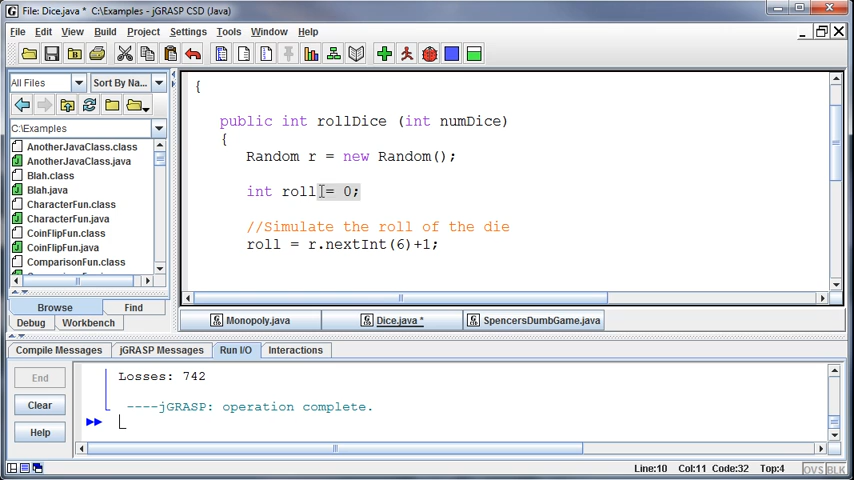 File: Dice.java * - jGRASP CSD (Java)
File Edit View Build Project Settings Tools Window Help
All Files Sort By Na...
C:\Examples
AnotherJavaClass.class
AnotherJavaClass.java
Blah.class
Blah.java
CharacterFun.class
CharacterFun.java
CoinFlipFun.class
CoinFlipFun.java
ComparisonFun.class
Browse Find
Debug Workbench
{
public int rollDice (int numDice)
{
Random r = new Random();
int roll = 0;
//Simulate the roll of the die
roll = r.nextInt(6)+1;
Monopoly.java Dice.java * SpencersDumbGame.java
Compile Messages jGRASP Messages Run I/O Interactions
End
Clear
Help
Losses: 742
----jGRASP: operation complete.
Line:10 Col:11 Code:32 Top:4 OVS BLK